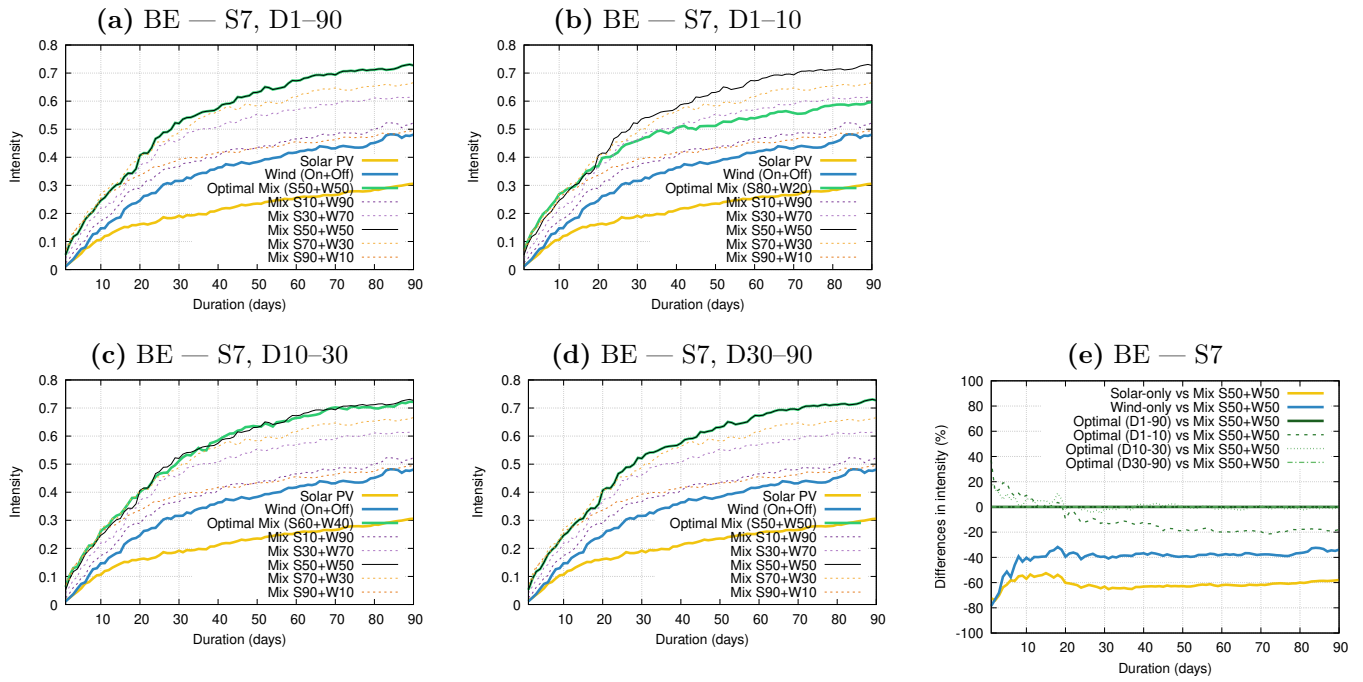 (a) BE — S7, D1–90
0.8
0.7
0.6
0.5
0.4
0.3
0.2
0.1
0
Intensity
10 20 30 40 50 60 70 80 90
Duration (days)
Solar PV
Wind (On+Off)
Optimal Mix (S50+W50)
Mix S10+W90
Mix S30+W70
Mix S50+W50
Mix S70+W30
Mix S90+W10
(b) BE — S7, D1–10
0.8
0.7
0.6
0.5
0.4
0.3
0.2
0.1
0
Intensity
10 20 30 40 50 60 70 80 90
Duration (days)
Solar PV
Wind (On+Off)
Optimal Mix (S80+W20)
Mix S10+W90
Mix S30+W70
Mix S50+W50
Mix S70+W30
Mix S90+W10
(c) BE — S7, D10–30
0.8
0.7
0.6
0.5
0.4
0.3
0.2
0.1
0
Intensity
10 20 30 40 50 60 70 80 90
Duration (days)
Solar PV
Wind (On+Off)
Optimal Mix (S60+W40)
Mix S10+W90
Mix S30+W70
Mix S50+W50
Mix S70+W30
Mix S90+W10
(d) BE — S7, D30–90
0.8
0.7
0.6
0.5
0.4
0.3
0.2
0.1
0
Intensity
10 20 30 40 50 60 70 80 90
Duration (days)
Solar PV
Wind (On+Off)
Optimal Mix (S50+W50)
Mix S10+W90
Mix S30+W70
Mix S50+W50
Mix S70+W30
Mix S90+W10
(e) BE — S7
100
80
60
40
20
0
-20
-40
-60
-80
-100
Differences in intensity (%)
10 20 30 40 50 60 70 80 90
Duration (days)
Solar-only vs Mix S50+W50
Wind-only vs Mix S50+W50
Optimal (D1-90) vs Mix S50+W50
Optimal (D1-10) vs Mix S50+W50
Optimal (D10-30) vs Mix S50+W50
Optimal (D30-90) vs Mix S50+W50